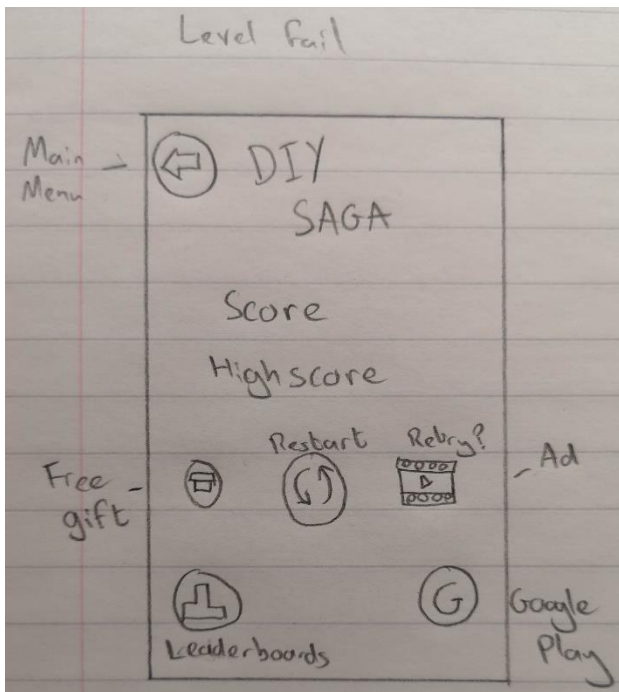 Level Fail
Main
Menu
DIY
SAGA
Score
Highscore
Restart
Retry?
Ad
Free
gift
Leaderboards
G
Google
Play